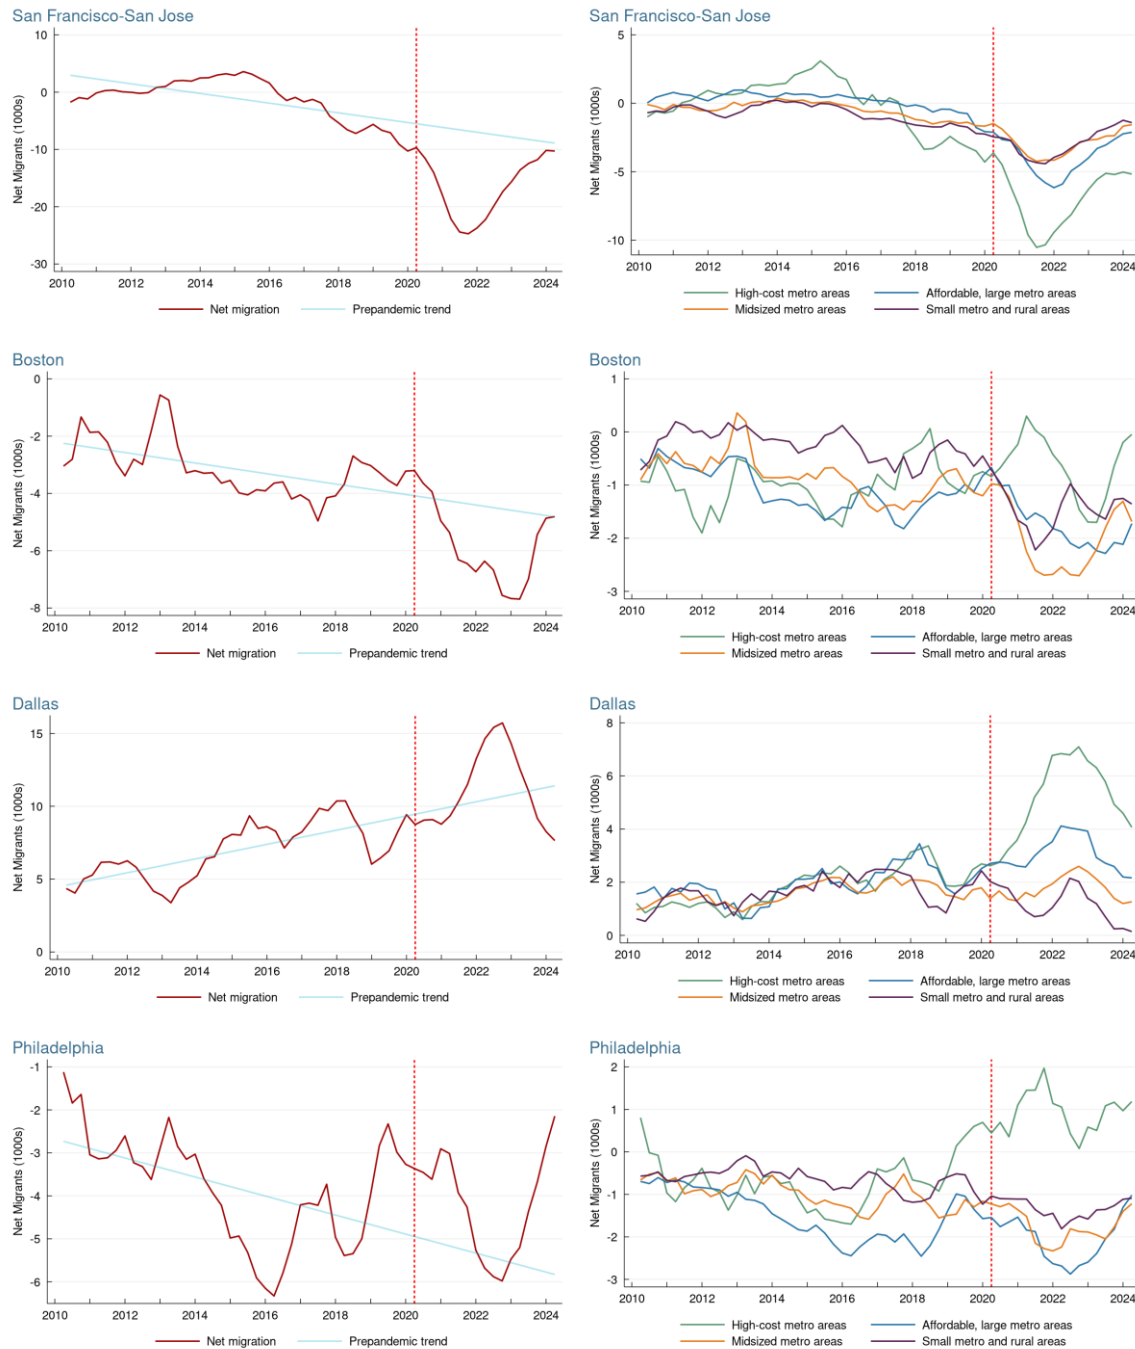 San Francisco-San Jose
Net Migrants (1000s)
10
0
-10
-20
-30
2010 2012 2014 2016 2018 2020 2022 2024
Net migration Prepandemic trend
San Francisco-San Jose
Net Migrants (1000s)
5
0
-5
-10
2010 2012 2014 2016 2018 2020 2022 2024
High-cost metro areas Affordable, large metro areas
Midsized metro areas Small metro and rural areas
Boston
Net Migrants (1000s)
0
-2
-4
-6
-8
2010 2012 2014 2016 2018 2020 2022 2024
Net migration Prepandemic trend
Boston
Net Migrants (1000s)
1
0
-1
-2
-3
2010 2012 2014 2016 2018 2020 2022 2024
High-cost metro areas Affordable, large metro areas
Midsized metro areas Small metro and rural areas
Dallas
Net Migrants (1000s)
15
10
5
0
2010 2012 2014 2016 2018 2020 2022 2024
Net migration Prepandemic trend
Dallas
Net Migrants (1000s)
8
6
4
2
0
2010 2012 2014 2016 2018 2020 2022 2024
High-cost metro areas Affordable, large metro areas
Midsized metro areas Small metro and rural areas
Philadelphia
Net Migrants (1000s)
-1
-2
-3
-4
-5
-6
2010 2012 2014 2016 2018 2020 2022 2024
Net migration Prepandemic trend
Philadelphia
Net Migrants (1000s)
2
1
0
-1
-2
-3
2010 2012 2014 2016 2018 2020 2022 2024
High-cost metro areas Affordable, large metro areas
Midsized metro areas Small metro and rural areas